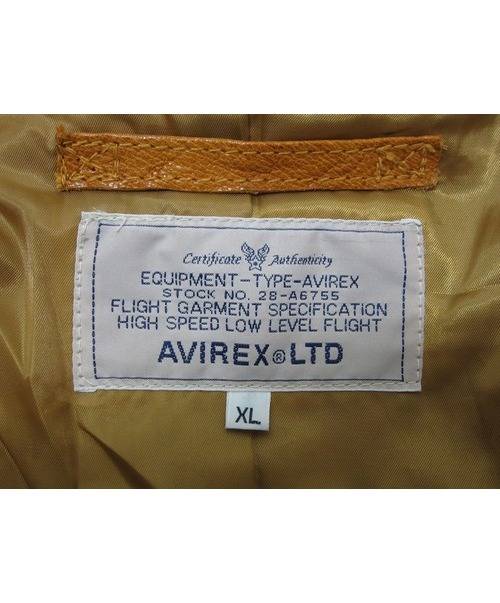 Certificate Authenticity
EQUIPMENT-TYPE-AVIREX
STOCK NO. 28-A6755
FLIGHT GARMENT SPECIFICATION
HIGH SPEED LOW LEVEL FLIGHT
AVIREX®LTD
XL